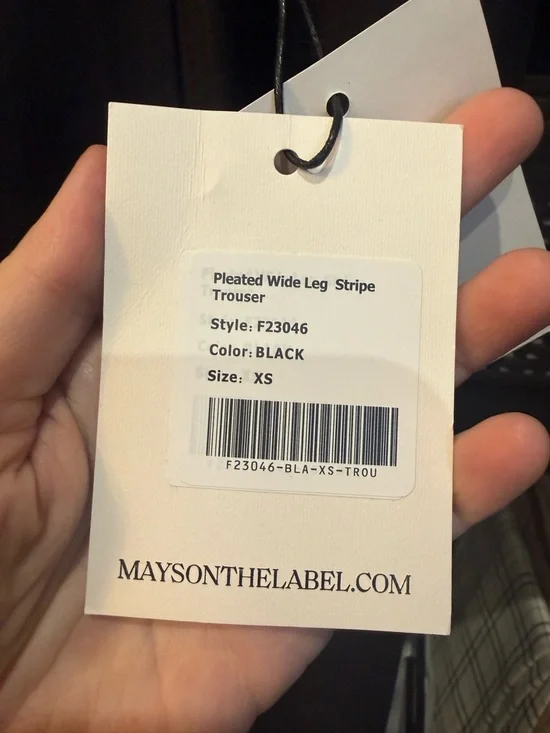 Pleated Wide Leg Stripe
Trouser
Style: F23046
Color: BLACK
Size: XS
F23046-BLA-XS-TROU
MAYSONTHELABEL.COM